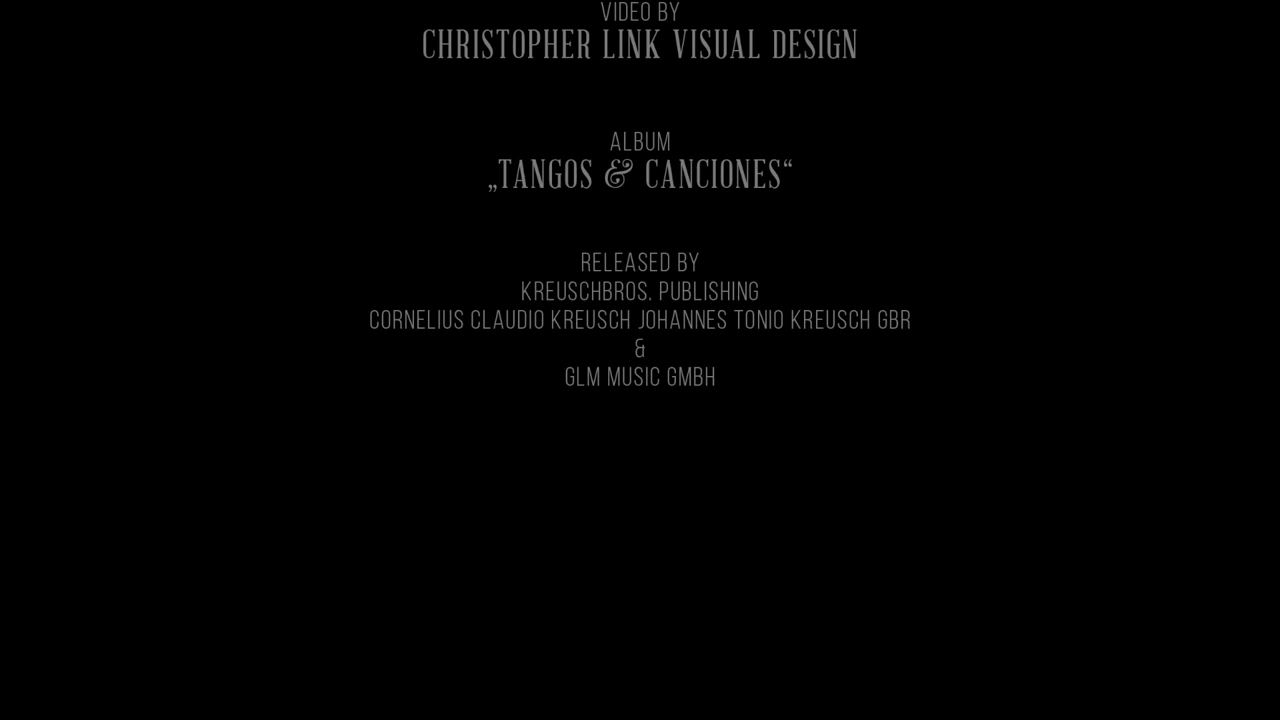 VIDEO BY
CHRISTOPHER LINK VISUAL DESIGN
ALBUM
„TANGOS & CANCIONES“
RELEASED BY
KREUSCHBROS. PUBLISHING
CORNELIUS CLAUDIO KREUSCH JOHANNES TONIO KREUSCH GBR
&
GLM MUSIC GMBH